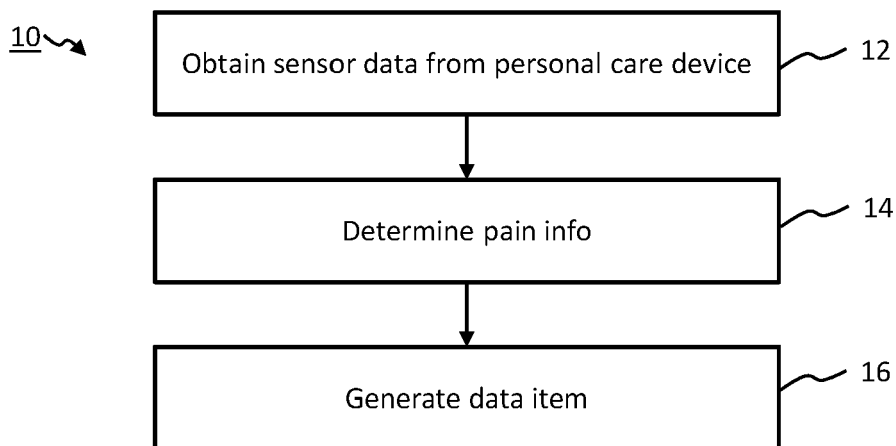 10
Obtain sensor data from personal care device
12
Determine pain info
14
Generate data item
16